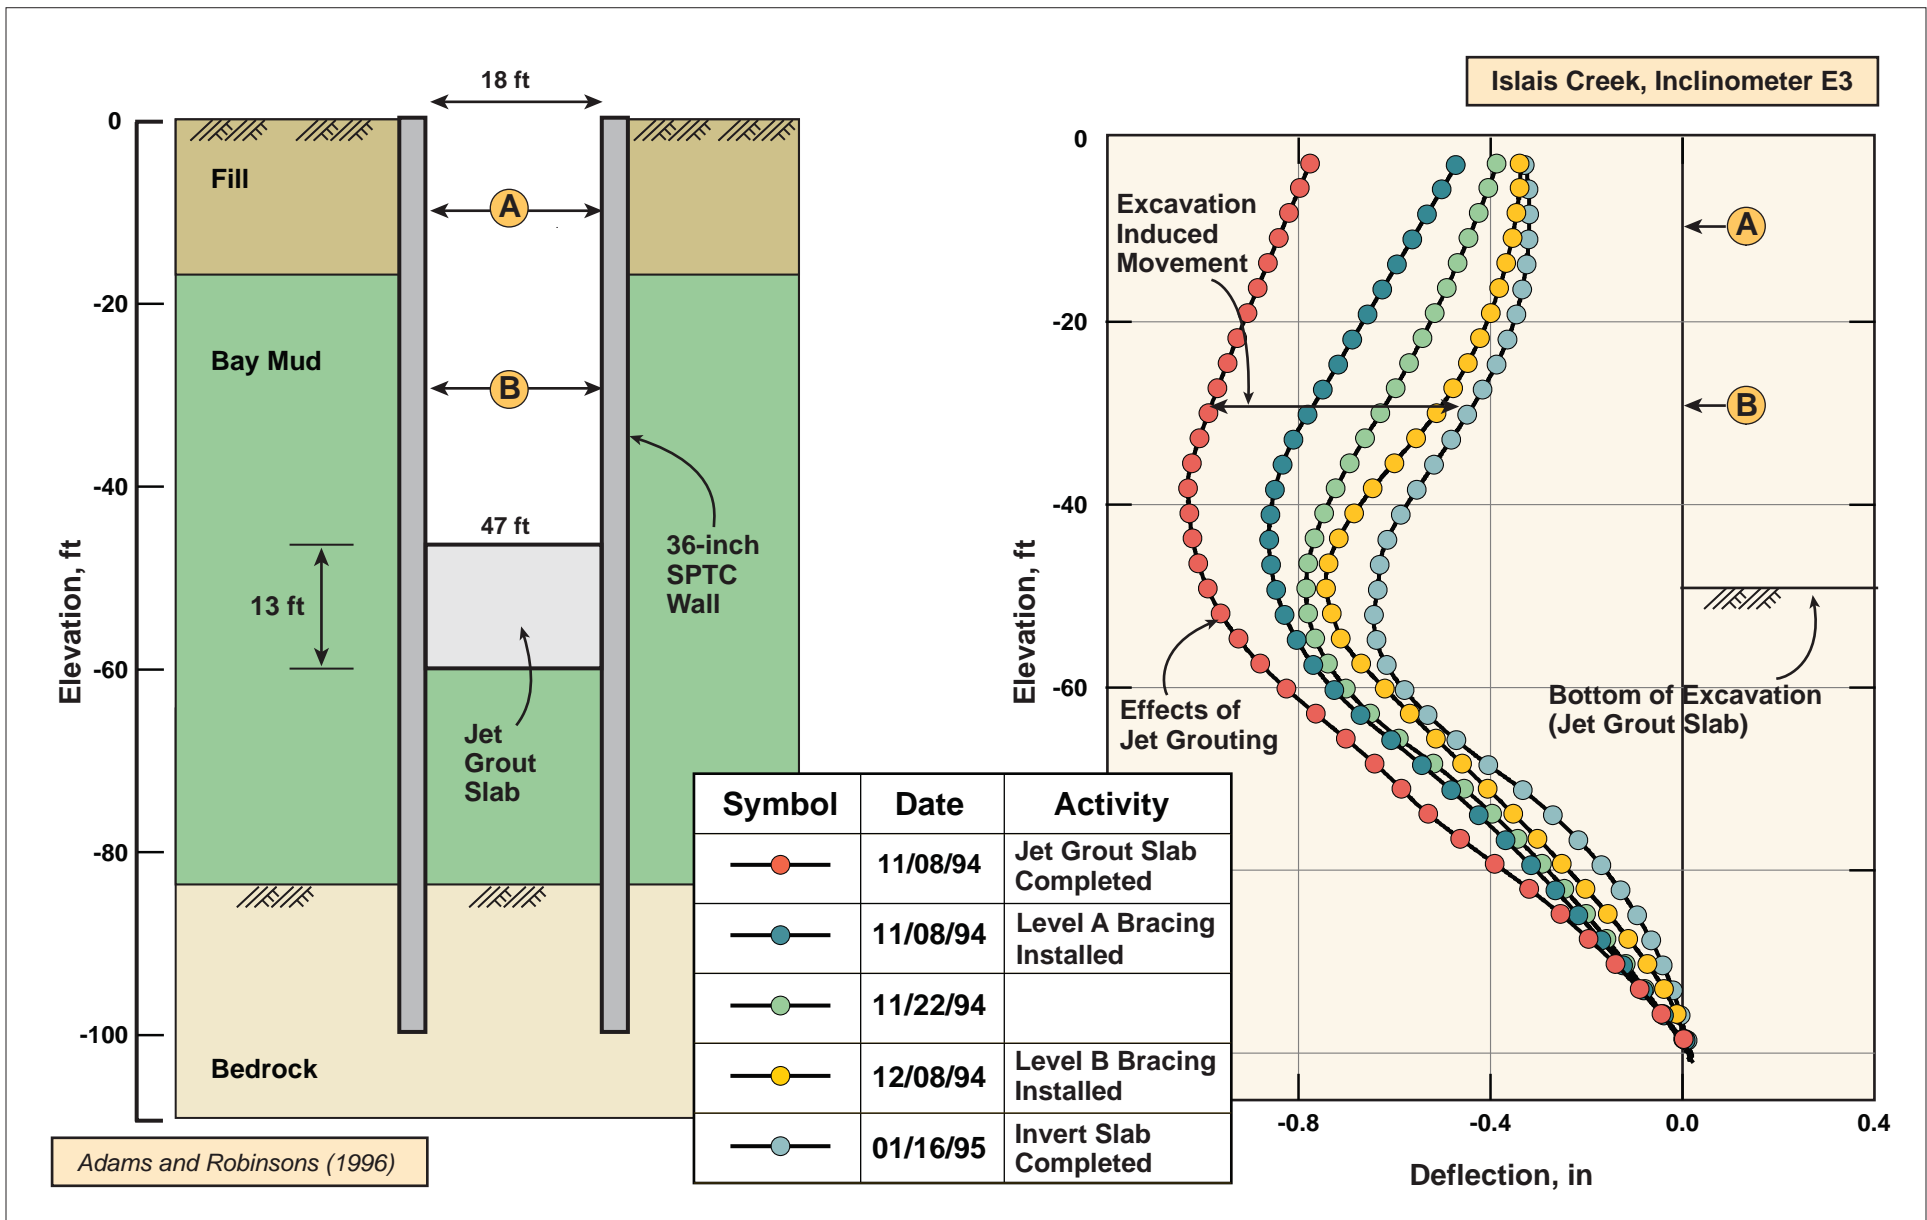 18 ft
0
-20
-40
-60
-80
-100
Elevation, ft
Fill
A
Bay Mud
B
47 ft
13 ft
36-inch
SPTC
Wall
Jet
Grout
Slab
Bedrock
Adams and Robinsons (1996)
Islais Creek, Inclinometer E3
0
-20
-40
-60
Elevation, ft
Excavation
Induced
Movement
A
B
Effects of
Jet Grouting
Bottom of Excavation
(Jet Grout Slab)
-0.8
-0.4
0.0
0.4
Deflection, in
Symbol Date Activity
11/08/94 Jet Grout Slab
Completed
11/08/94 Level A Bracing
Installed
11/22/94
12/08/94 Level B Bracing
Installed
01/16/95 Invert Slab
Completed